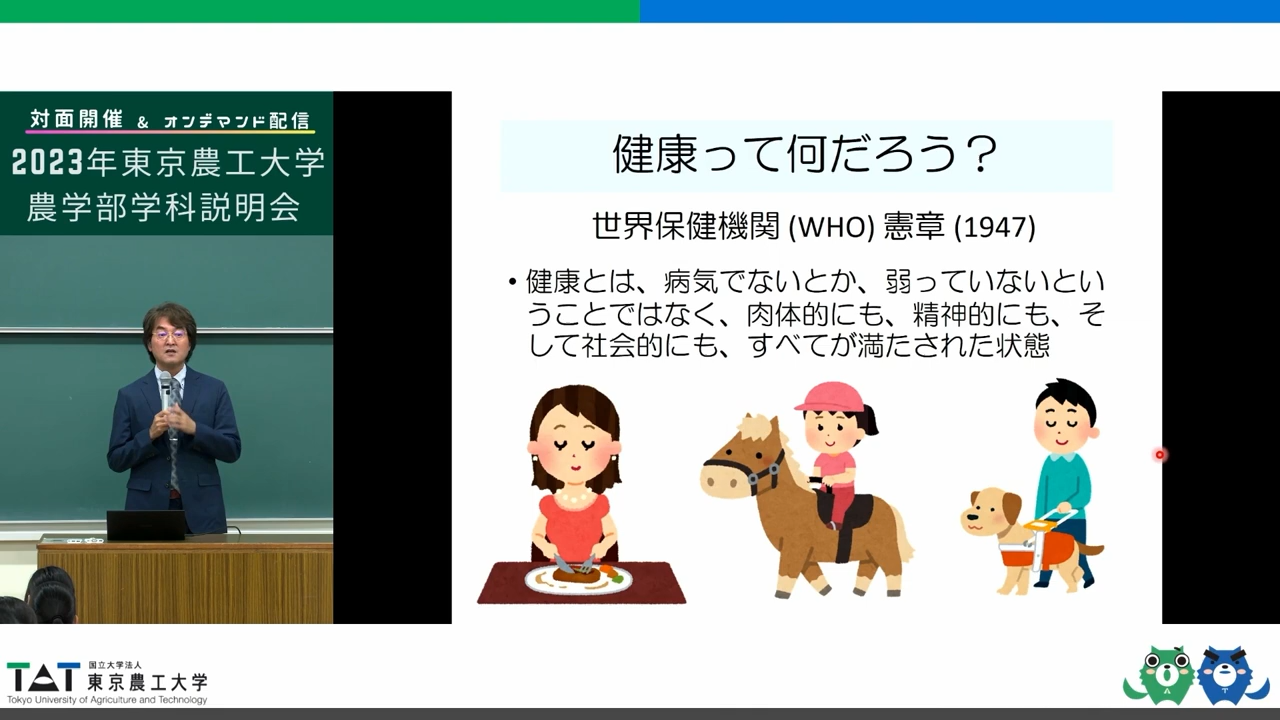 対面開催 & オンデマンド配信
2023年東京農工大学
農学部学科説明会
健康って何だろう？
世界保健機関 (WHO) 憲章 (1947)
• 健康とは、病気でないとか、弱っていないとい
うことではなく、肉体的にも、精神的にも、そ
して社会的にも、すべてが満たされた状態
TAT 国立大学法人
東京農工大学
Tokyo University of Agriculture and Technology
A T